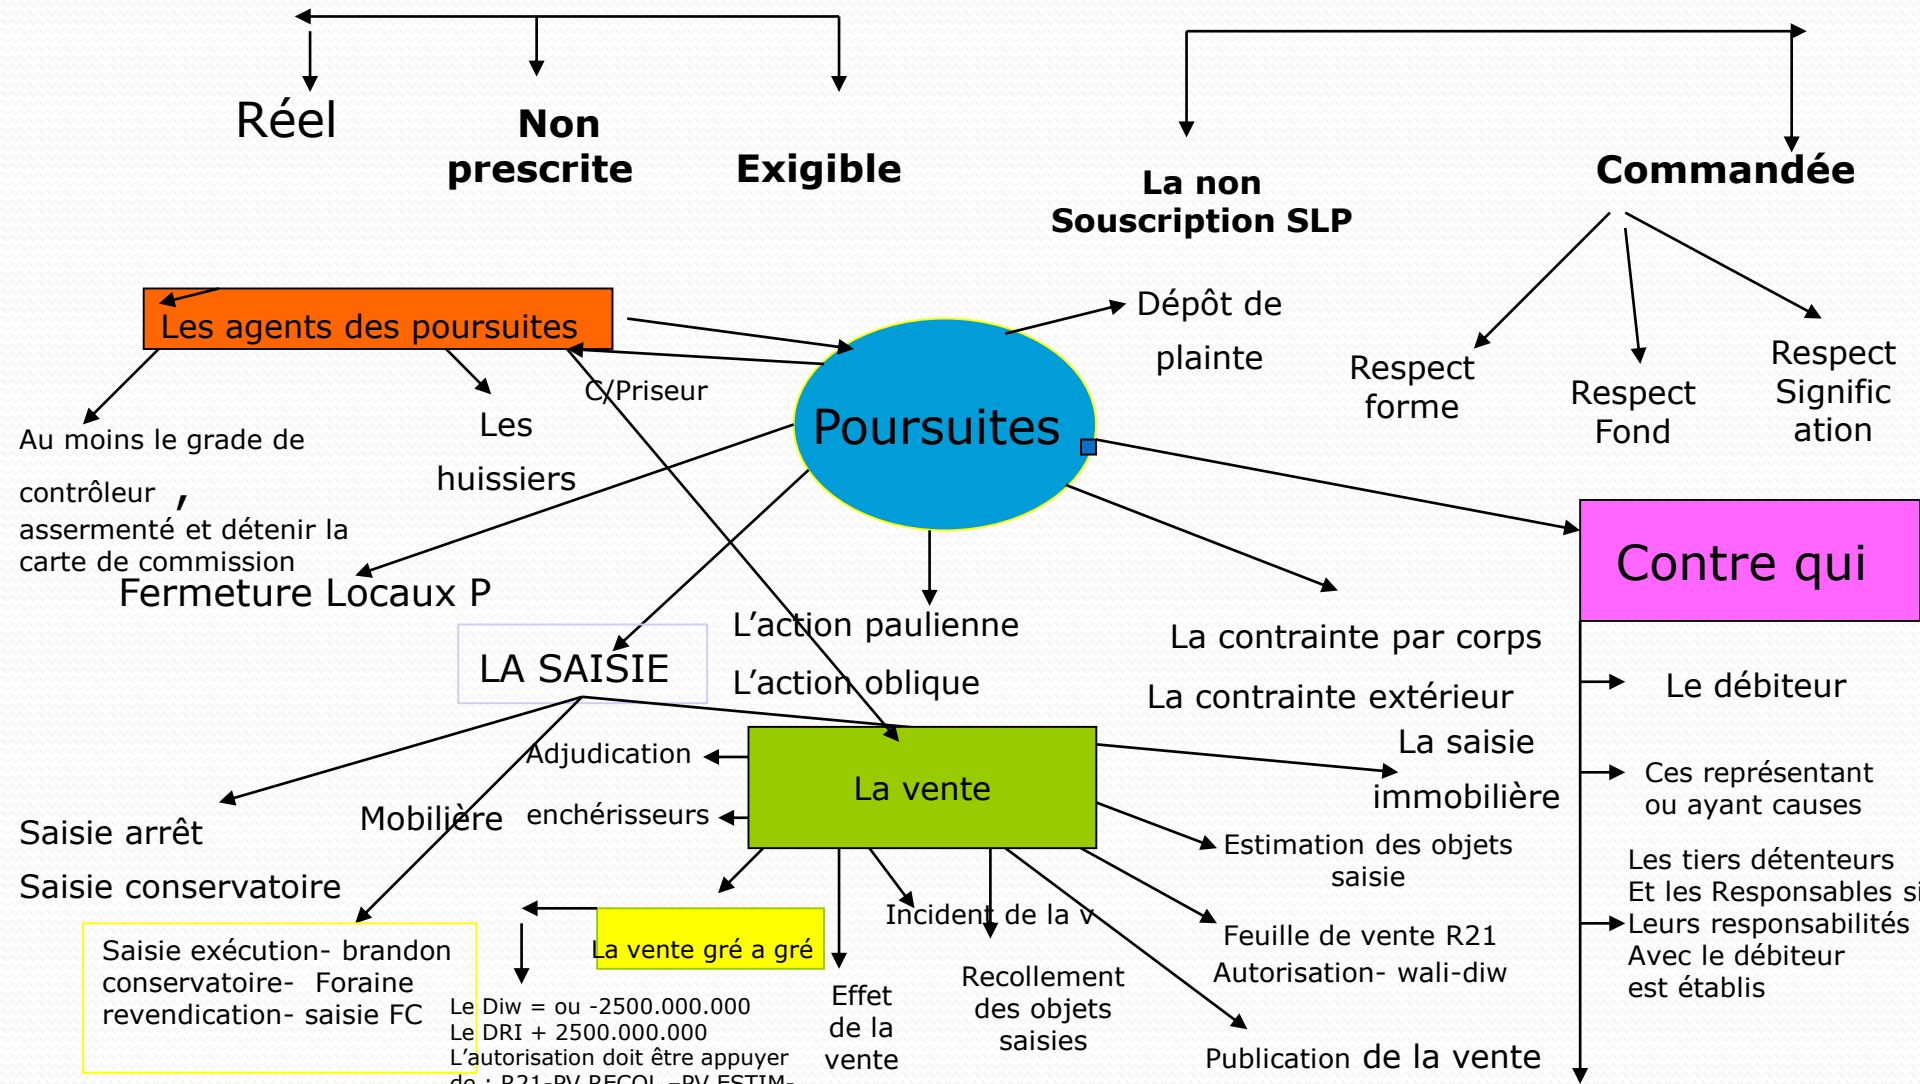 Réel
Non
prescrite
Exigible
La non
Souscription SLP
Commandée
Les agents des poursuites
C/Priseur
Au moins le grade de
contrôleur ,
assermenté et détenir la
carte de commission
Les
huissiers
Poursuites
Dépôt de
plainte
Respect
forme
Respect
Fond
Respect
Signific
ation
Fermeture Locaux P
Contre qui
LA SAISIE
L’action paulienne
L’action oblique
La contrainte par corps
La contrainte extérieur
La saisie
immobilière
Le débiteur
Ces représentant
ou ayant causes
Les tiers détenteurs
Et les Responsables si
Leurs responsabilités
Avec le débiteur
est établis
Adjudication
enchérisseurs
La vente
Saisie arrêt
Saisie conservatoire
Mobilière
Estimation des objets
saisie
Saisie exécution- brandon
conservatoire- Foraine
revendication- saisie FC
La vente gré a gré
Incident de la v
Feuille de vente R21
Autorisation- wali-diw
Le Diw = ou -2500.000.000
Le DRI + 2500.000.000
L’autorisation doit être appuyer
de : R21-PV RECOL –PV ESTIM-
Effet
de la
vente
Recollement
des objets
saisies
Publication de la vente